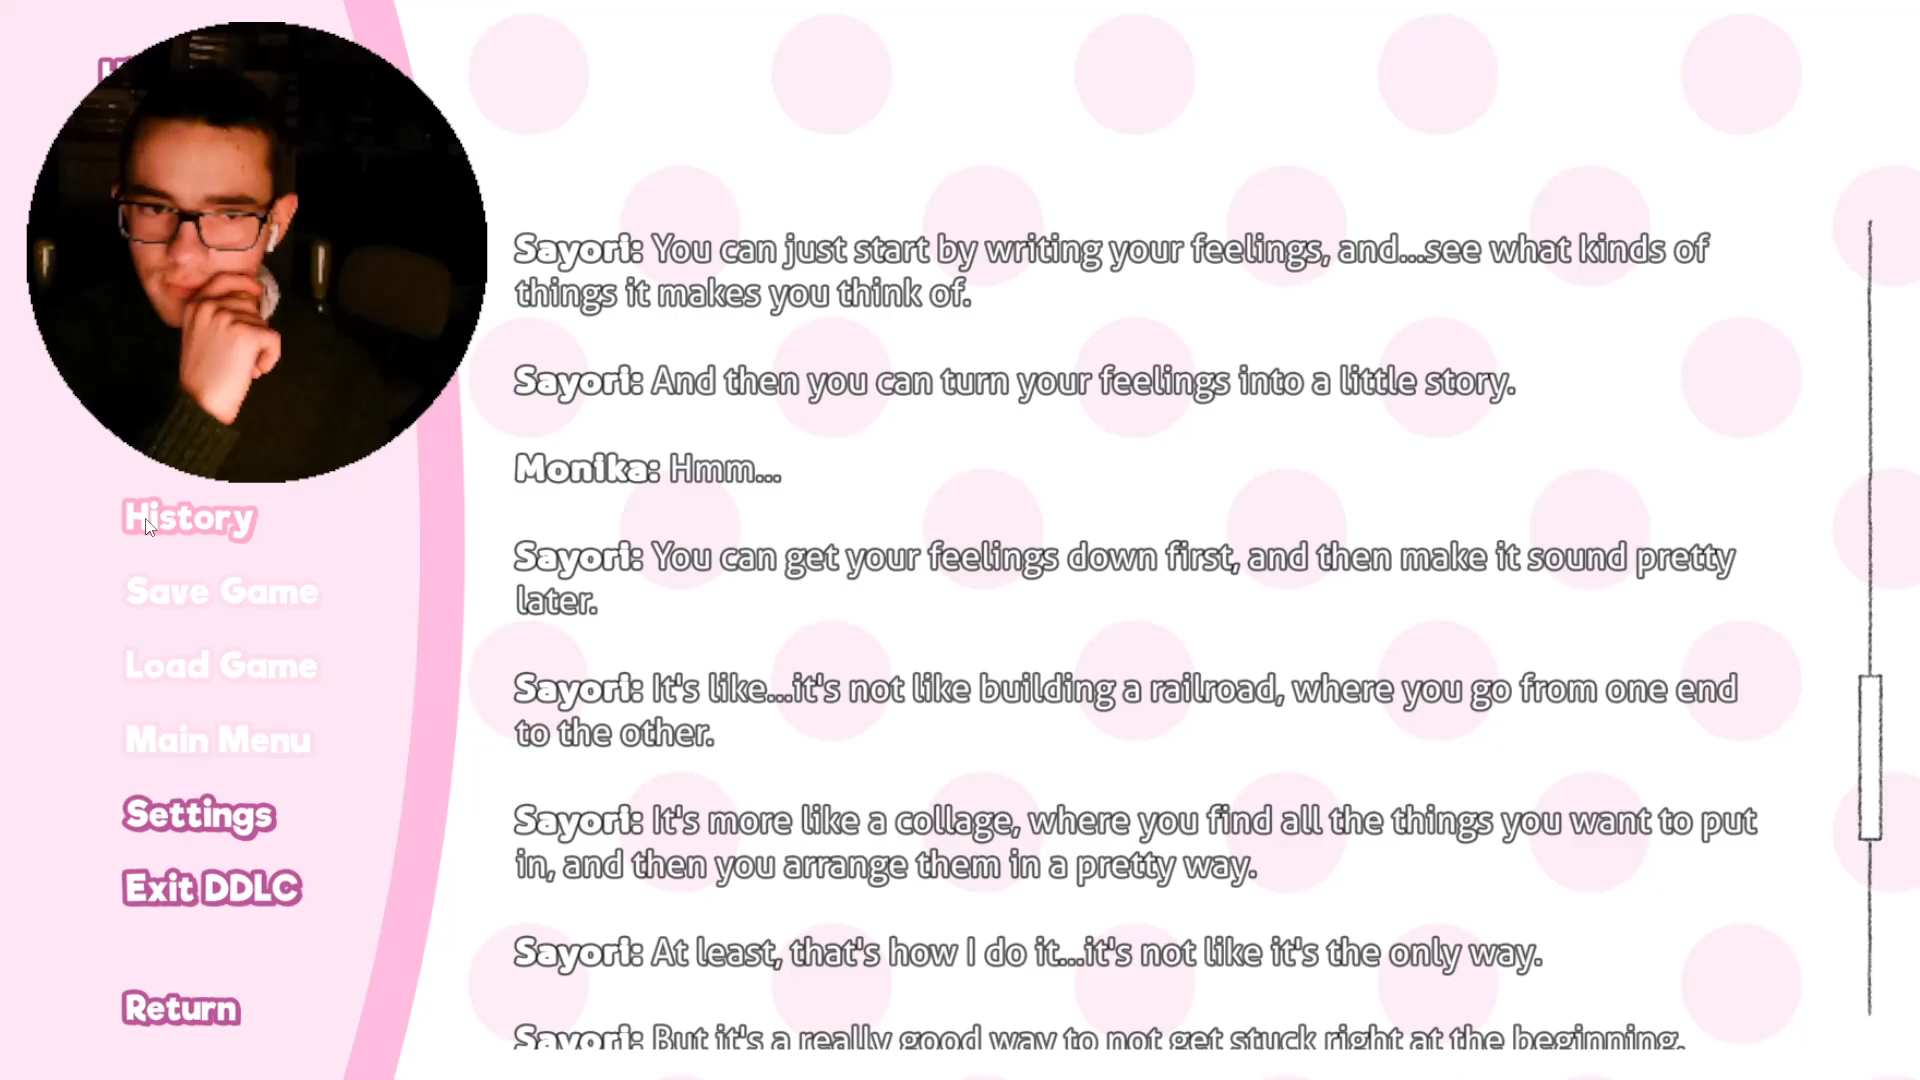 Sayori: You can just start by writing your feelings, and...see what kinds of
things it makes you think of.
Sayori: And then you can turn your feelings into a little story.
Monika: Hmm...
Sayori: You can get your feelings down first, and then make it sound pretty
later.
Sayori: It's like...it's not like building a railroad, where you go from one end
to the other.
Sayori: It's more like a collage, where you find all the things you want to put
in, and then you arrange them in a pretty way.
Sayori: At least, that's how I do it...it's not like it's the only way.
Sayori: But it's a really good way to not get stuck right at the beginning.
History
Save Game
Load Game
Main Menu
Settings
Exit DDLC
Return